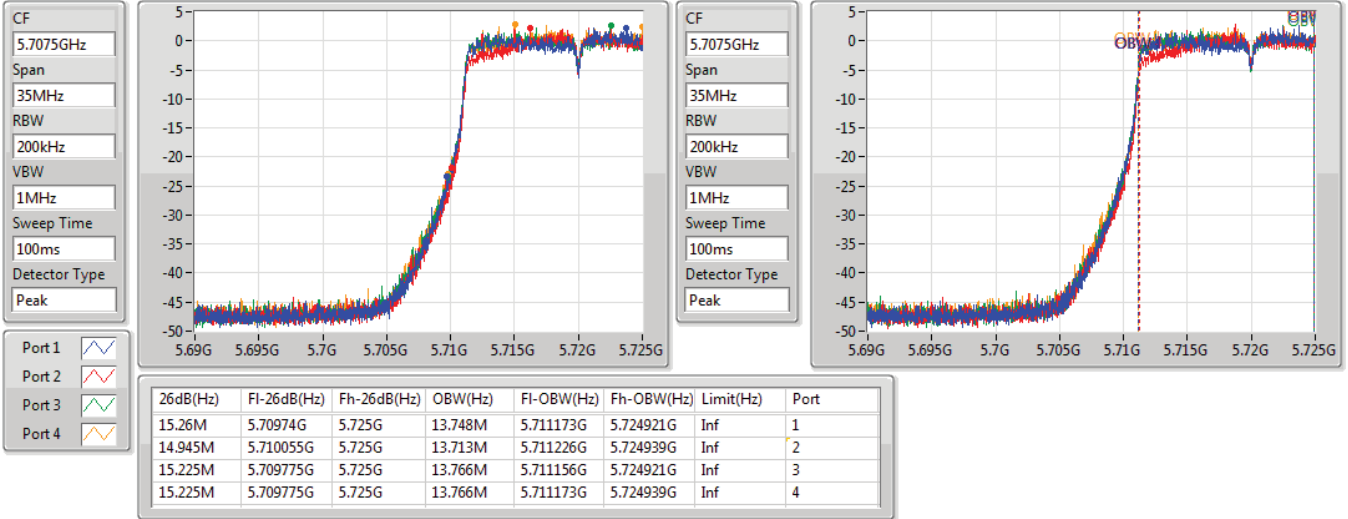 CF
5.7075GHz
Span
35MHz
RBW
200kHz
VBW
1MHz
Sweep Time
100ms
Detector Type
Peak
5
0
-5
-10
-15
-20
-25
-30
-35
-40
-45
-50
5.69G 5.695G 5.7G 5.705G 5.71G 5.715G 5.72G 5.725G
CF
5.7075GHz
Span
35MHz
RBW
200kHz
VBW
1MHz
Sweep Time
100ms
Detector Type
Peak
5
0
-5
-10
-15
-20
-25
-30
-35
-40
-45
-50
5.69G 5.695G 5.7G 5.705G 5.71G 5.715G 5.72G 5.725G
Port 1
Port 2
Port 3
Port 4
26dB(Hz) Fl-26dB(Hz) Fh-26dB(Hz) OBW(Hz) Fl-OBW(Hz) Fh-OBW(Hz) Limit(Hz) Port
15.26M 5.70974G 5.725G 13.748M 5.711173G 5.724921G Inf 1
14.945M 5.710055G 5.725G 13.713M 5.711226G 5.724939G Inf 2
15.225M 5.709775G 5.725G 13.766M 5.711156G 5.724921G Inf 3
15.225M 5.709775G 5.725G 13.766M 5.711173G 5.724939G Inf 4